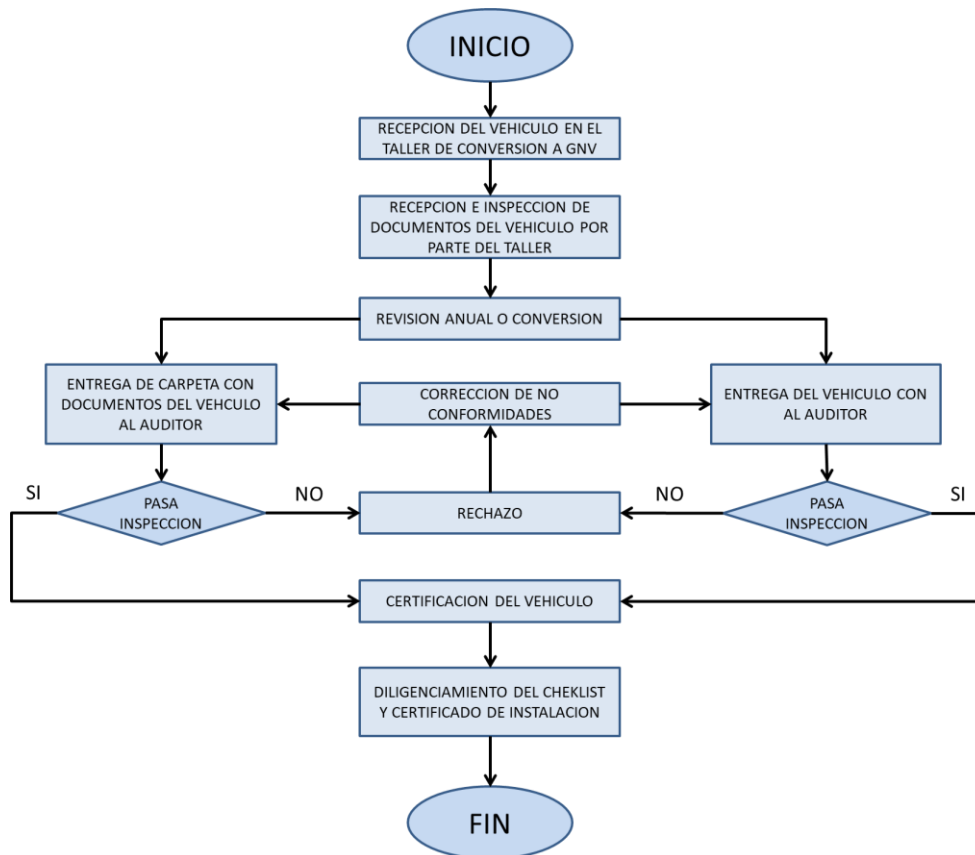 INICIO
RECEPCION DEL VEHICULO EN EL
TALLER DE CONVERSION A GNV
RECEPCION E INSPECCION DE
DOCUMENTOS DEL VEHICULO POR
PARTE DEL TALLER
REVISION ANUAL O CONVERSION
ENTREGA DE CARPETA CON
DOCUMENTOS DEL VEHCULO
AL AUDITOR
CORRECCION DE NO
CONFORMIDADES
ENTREGA DEL VEHICULO CON
AL AUDITOR
SI
PASA
INSPECCION
NO
RECHAZO
NO
PASA
INSPECCION
SI
CERTIFICACION DEL VEHICULO
DILIGENCIAMIENTO DEL CHEKLIST
Y CERTIFICADO DE INSTALACION
FIN